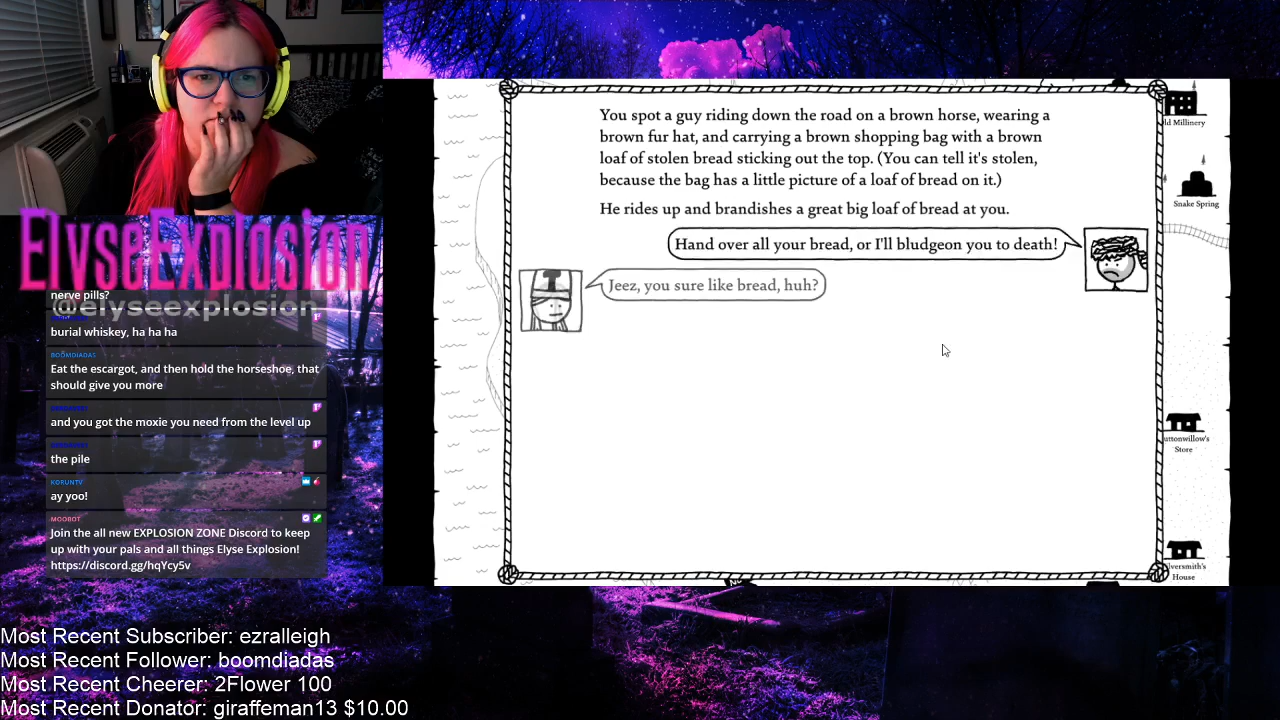 You spot a guy riding down the road on a brown horse, wearing a
brown fur hat, and carrying a brown shopping bag with a brown
loaf of stolen bread sticking out the top. (You can tell it's stolen,
because the bag has a little picture of a loaf of bread on it.)
He rides up and brandishes a great big loaf of bread at you.
Hand over all your bread, or I'll bludgeon you to death!
Jeez, you sure like bread, huh?
ld Millinery
Snake Spring
uttonwillow's
Store
lversmith's
House
ElyseExplosion
@elyseexplosion
nerve pills?
burial whiskey, ha ha ha
BOOMDIADAS
Eat the escargot, and then hold the horseshoe, that
should give you more
and you got the moxie you need from the level up
the pile
KORUNTV
ay yoo!
MOOBOT
Join the all new EXPLOSION ZONE Discord to keep
up with your pals and all things Elyse Explosion!
https://discord.gg/hqYcy5v
Most Recent Subscriber: ezralleigh
Most Recent Follower: boomdiadas
Most Recent Cheerer: 2Flower 100
Most Recent Donator: giraffeman13 $10.00